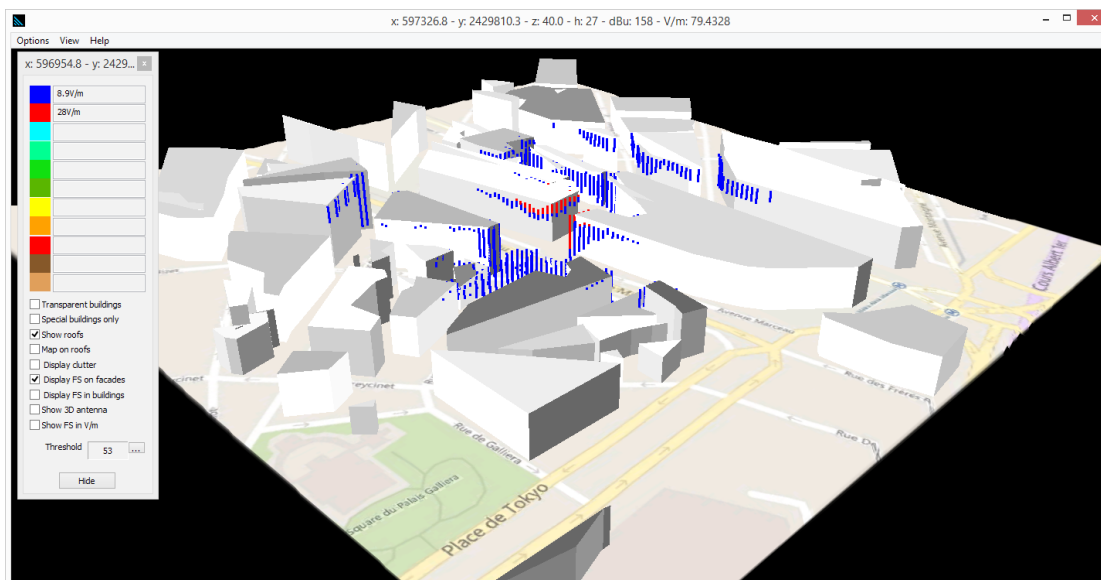 x: 597326.8 - y: 2429810.3 - z: 40.0 - h: 27 - dBu: 158 - V/m: 79.4328
Options View Help
x: 596954.8 - y: 2429...
8.9V/m
28V/m
Transparent buildings
Special buildings only
Show roofs
Map on roofs
Display clutter
Display FS on facades
Display FS in buildings
Show 3D antenna
Show FS in V/m
Threshold 53 ...
Hide
Cours Albert 1er
Avenue Marceau
Rue des Frères
Rue De
Rue de Galliera
Square du Palais Galliera
Place de Tokyo